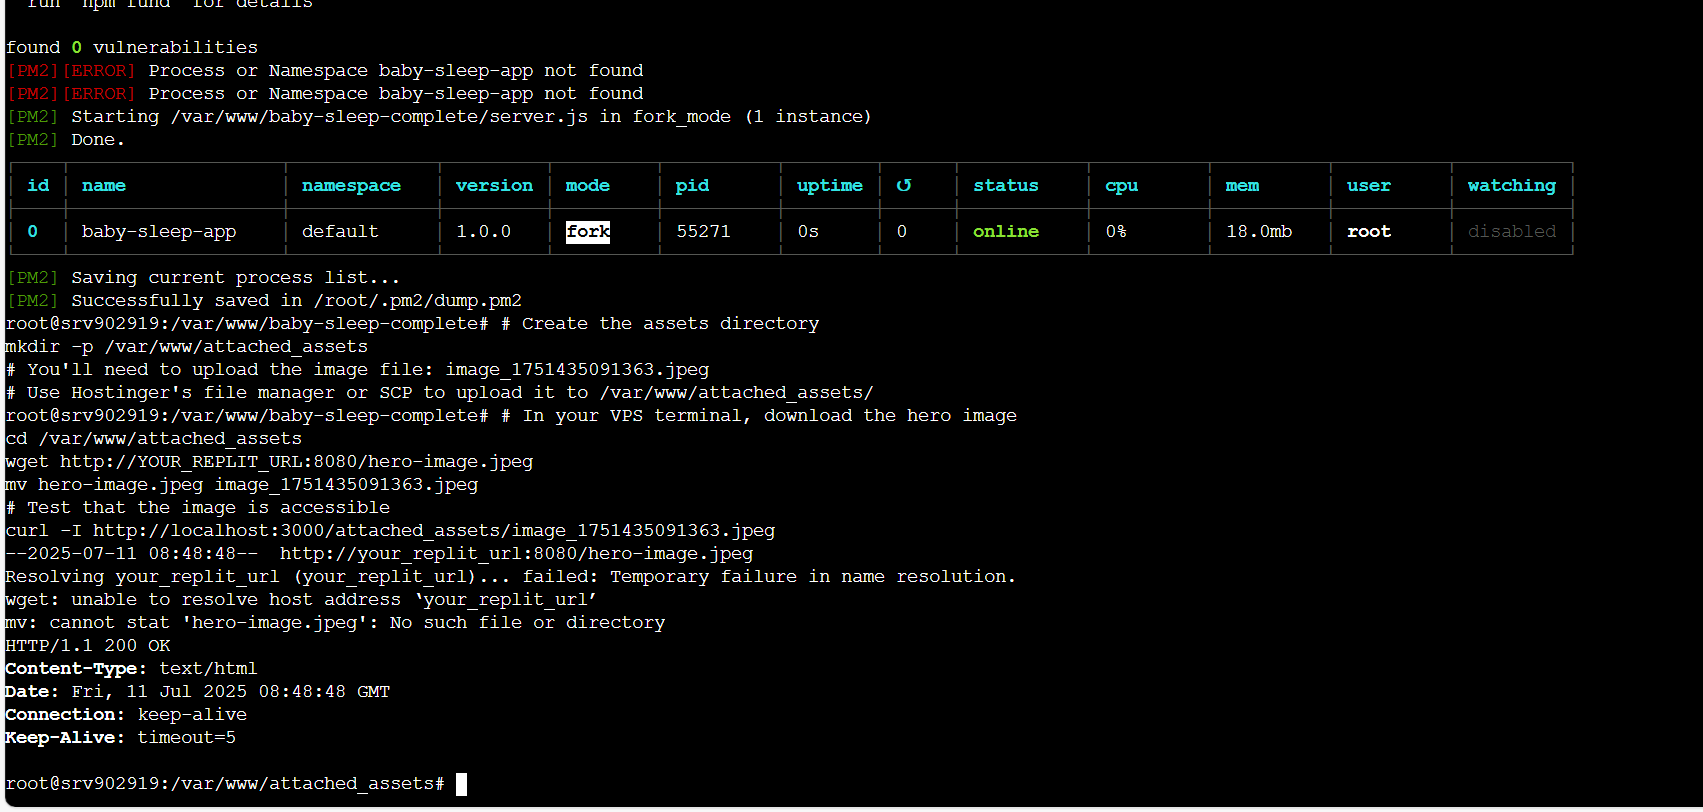 run `npm fund` for details
found 0 vulnerabilities
[PM2][ERROR] Process or Namespace baby-sleep-app not found
[PM2][ERROR] Process or Namespace baby-sleep-app not found
[PM2] Starting /var/www/baby-sleep-complete/server.js in fork_mode (1 instance)
[PM2] Done.
id name namespace version mode pid uptime ↺ status cpu mem user watching
0 baby-sleep-app default 1.0.0 fork 55271 0s 0 online 0% 18.0mb root disabled
[PM2] Saving current process list...
[PM2] Successfully saved in /root/.pm2/dump.pm2
root@srv902919:/var/www/baby-sleep-complete# # Create the assets directory
mkdir -p /var/www/attached_assets
# You'll need to upload the image file: image_1751435091363.jpeg
# Use Hostinger's file manager or SCP to upload it to /var/www/attached_assets/
root@srv902919:/var/www/baby-sleep-complete# # In your VPS terminal, download the hero image
cd /var/www/attached_assets
wget http://YOUR_REPLIT_URL:8080/hero-image.jpeg
mv hero-image.jpeg image_1751435091363.jpeg
# Test that the image is accessible
curl -I http://localhost:3000/attached_assets/image_1751435091363.jpeg
--2025-07-11 08:48:48--  http://your_replit_url:8080/hero-image.jpeg
Resolving your_replit_url (your_replit_url)... failed: Temporary failure in name resolution.
wget: unable to resolve host address ‘your_replit_url’
mv: cannot stat 'hero-image.jpeg': No such file or directory
HTTP/1.1 200 OK
Content-Type: text/html
Date: Fri, 11 Jul 2025 08:48:48 GMT
Connection: keep-alive
Keep-Alive: timeout=5
root@srv902919:/var/www/attached_assets#